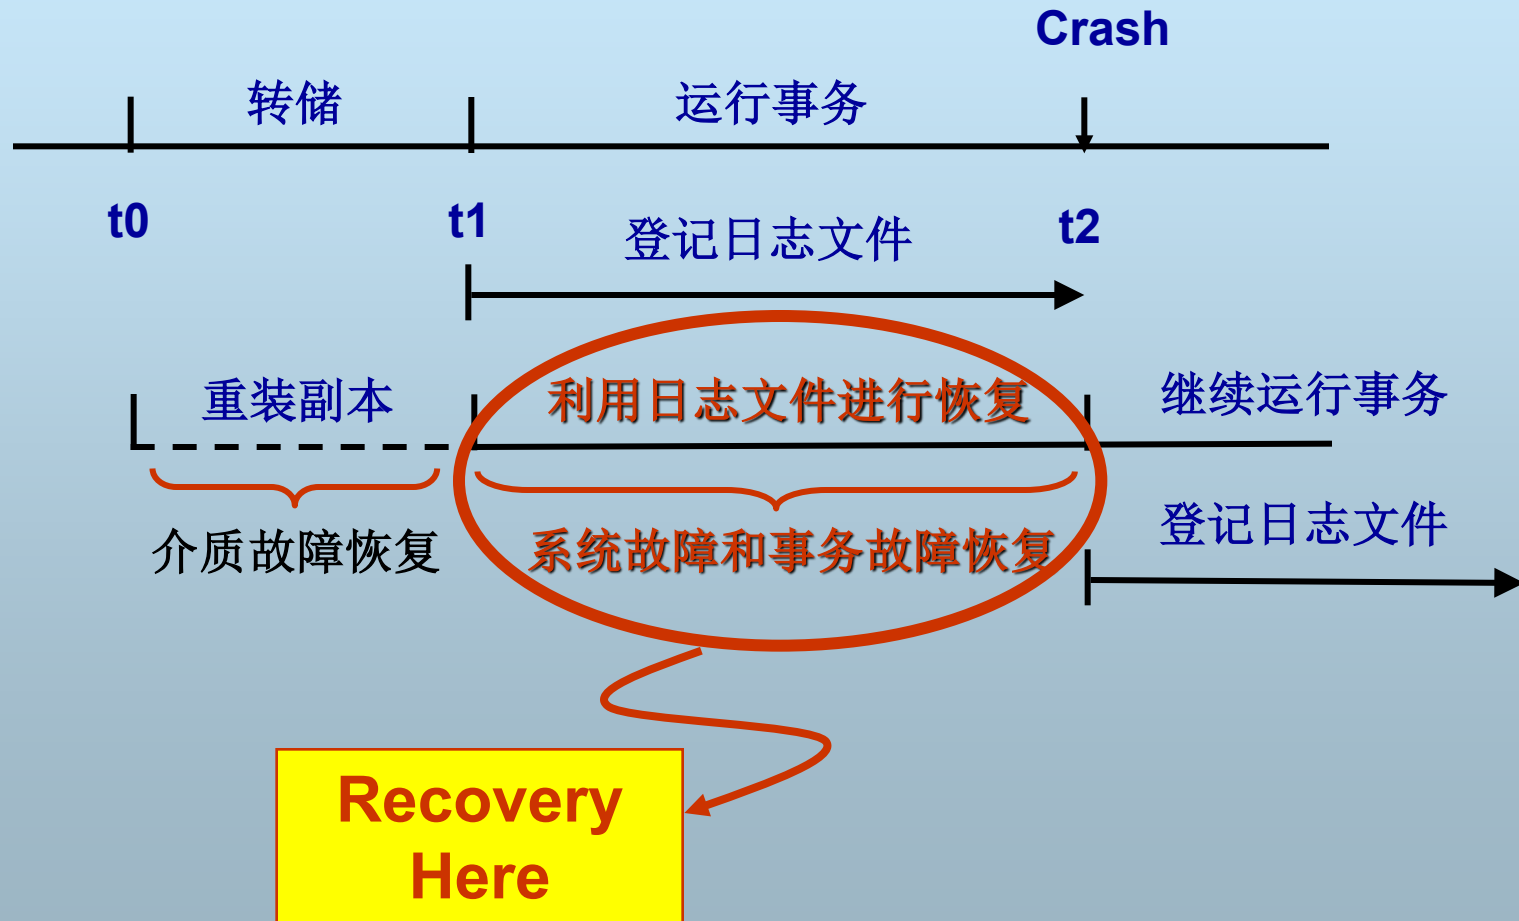 Crash
转储
运行事务
t0
t1
t2
登记日志文件
重装副本
利用日志文件进行恢复
继续运行事务
介质故障恢复
系统故障和事务故障恢复
登记日志文件
Recovery
Here